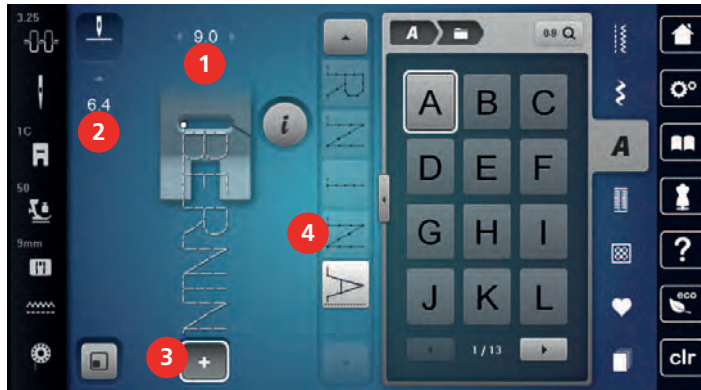 3.25
9.0
1
6.4
2
1C
50
9mm
BERNIN
R
N
I
N
A
4
3
+
i
A
0-9
A B C
D E F
G H I
J K L
1/13
A
?
eco
clr